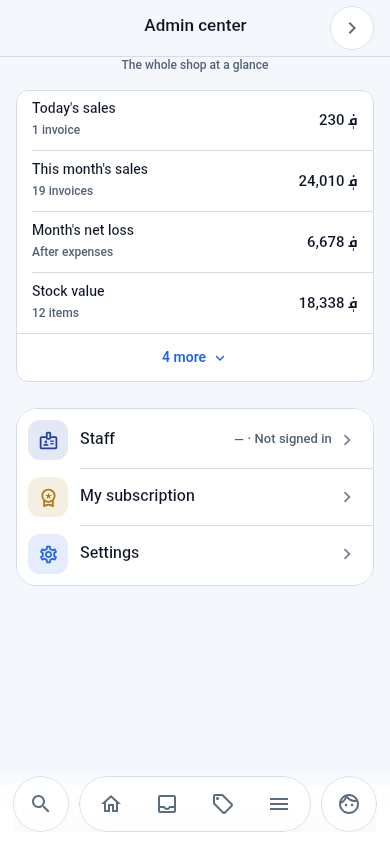 Admin center
The whole shop at a glance
Today's sales
1 invoice
230 ؋
This month's sales
19 invoices
24,010 ؋
Month's net loss
After expenses
6,678 ؋
Stock value
12 items
18,338 ؋
4 more
Staff
— · Not signed in
My subscription
Settings